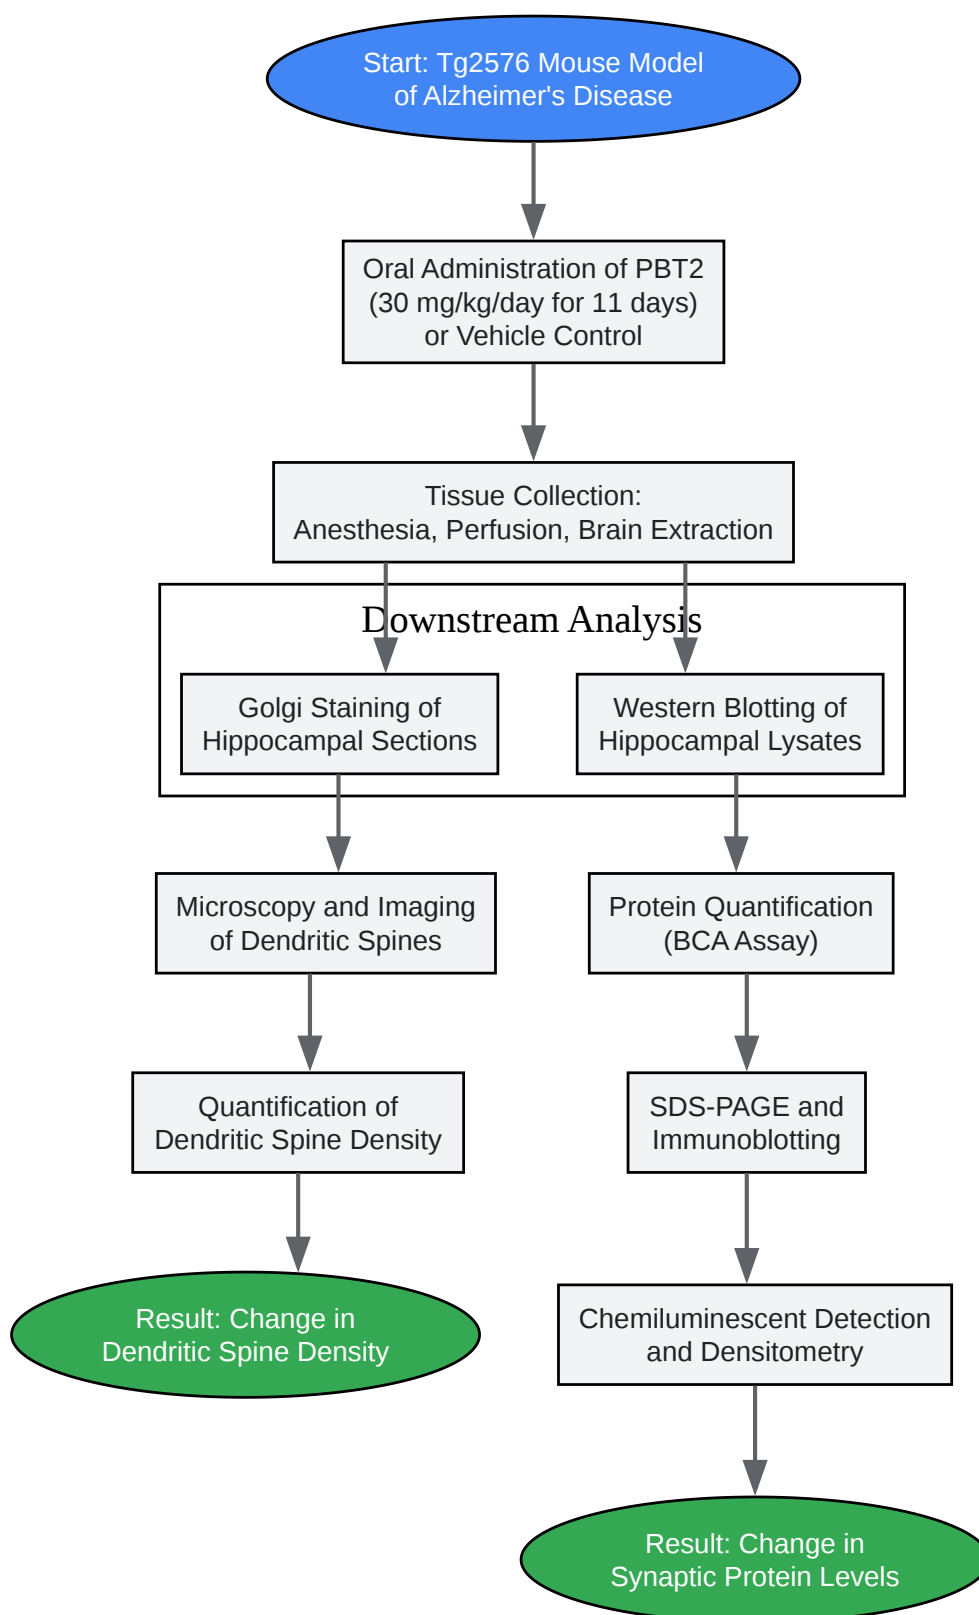 Start: Tg2576 Mouse Model
of Alzheimer's Disease
Oral Administration of PBT2
(30 mg/kg/day for 11 days)
or Vehicle Control
Tissue Collection:
Anesthesia, Perfusion, Brain Extraction
Downstream Analysis
Golgi Staining of
Hippocampal Sections
Western Blotting of
Hippocampal Lysates
Microscopy and Imaging
of Dendritic Spines
Protein Quantification
(BCA Assay)
Quantification of
Dendritic Spine Density
SDS-PAGE and
Immunoblotting
Result: Change in
Dendritic Spine Density
Chemiluminescent Detection
and Densitometry
Result: Change in
Synaptic Protein Levels